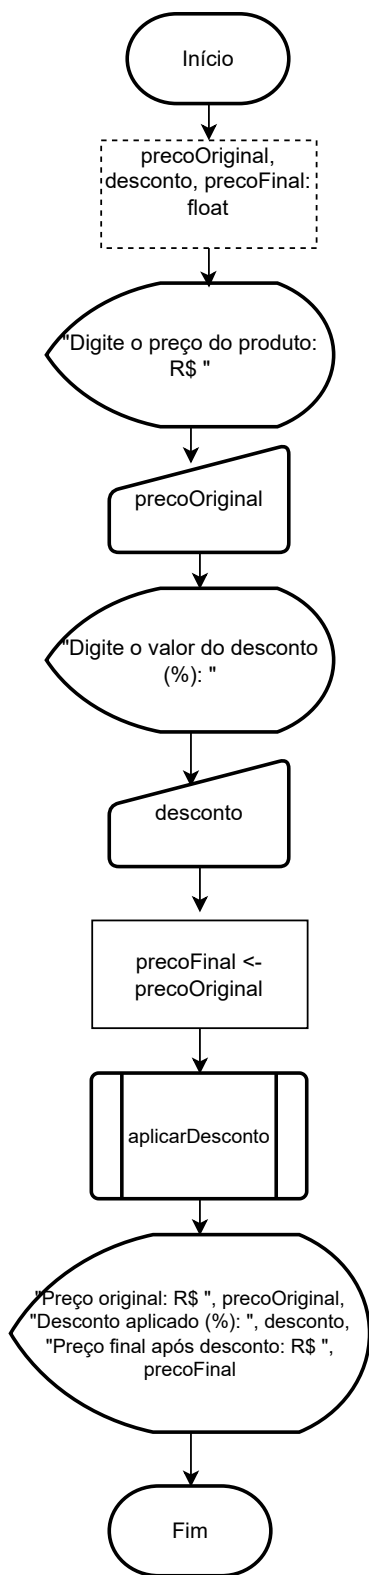 Início
precoOriginal,
desconto, precoFinal:
float
"Digite o preço do produto:
R$ "
precoOriginal
"Digite o valor do desconto
(%): "
desconto
precoFinal <-
precoOriginal
aplicarDesconto
"Preço original: R$ ", precoOriginal,
"Desconto aplicado (%): ", desconto,
"Preço final após desconto: R$ ",
precoFinal
Fim